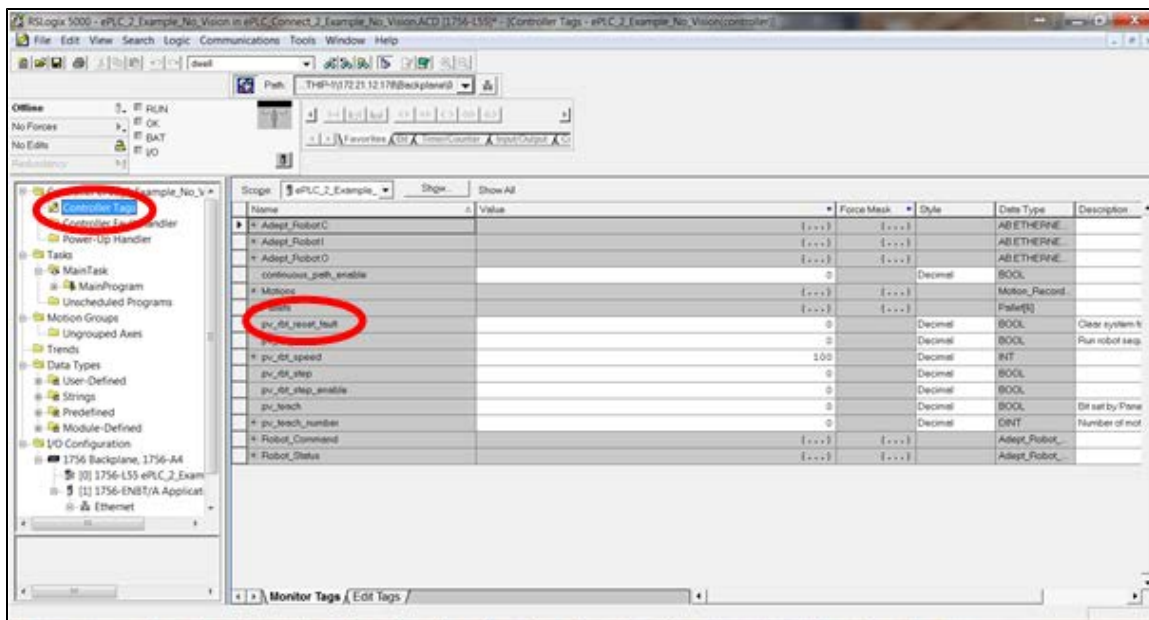 RSLogix 5000 - ePLC_2_Example_No_Vision in ePLC_Connect_2_Example_No_Vision.ACD [1756-L55]* - [Controller Tags - ePLC_2_Example_No_Vision(controller)]
File Edit View Search Logic Communications Tools Window Help
dwell
Path:
Offline
RUN
No Forces
OK
BAT
No Edits
I/O
Redundancy
Favorites Bit Timer/Counter Input/Output
Scope: ePLC_2_Example_ Show... Show All
Name Value Force Mask Style Data Type Description
Controller Tags
Controller Fault Handler
Power-Up Handler
Tasks
MainTask
MainProgram
Unscheduled Programs
Motion Groups
Ungrouped Axes
Trends
Data Types
User-Defined
Strings
Predefined
Module-Defined
I/O Configuration
1756 Backplane, 1756-A4
[0] 1756-L55 ePLC_2_Exam
[1] 1756-ENBT/A Applicat
Ethernet
Adept_Robot:C {...} {...} AB:ETHERNE...
Adept_Robot:I {...} {...} AB:ETHERNE...
Adept_Robot:O {...} {...} AB:ETHERNE...
continuous_path_enable 0 Decimal BOOL
Motions {...} {...} Motion_Record...
{...} {...} Pallet[6]
pv_rbt_reset_fault 0 Decimal BOOL Clear system f
0 Decimal BOOL Run robot sequ
pv_rbt_speed 100 Decimal INT
pv_rbt_step 0 Decimal BOOL
pv_rbt_step_enable 0 Decimal BOOL
pv_teach 0 Decimal BOOL Bit set by Pane
pv_teach_number 0 Decimal DINT Number of mot
Robot_Command {...} {...} Adept_Robot_...
Robot_Status {...} {...} Adept_Robot_...
Monitor Tags Edit Tags